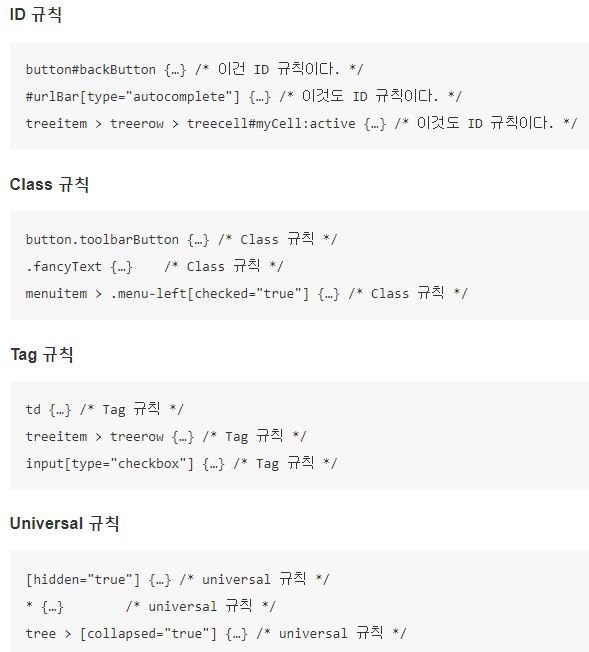 ID 규칙
button#backButton {…} /* 이건 ID 규칙이다. */
#urlBar[type="autocomplete"] {…} /* 이것도 ID 규칙이다. */
treeitem > treerow > treecell#myCell:active {…} /* 이것도 ID 규칙이다. */
Class 규칙
button.toolbarButton {…} /* Class 규칙 */
.fancyText {…}    /* Class 규칙 */
menuitem > .menu-left[checked="true"] {…} /* Class 규칙 */
Tag 규칙
td {…} /* Tag 규칙 */
treeitem > treerow {…} /* Tag 규칙 */
input[type="checkbox"] {…} /* Tag 규칙 */
Universal 규칙
[hidden="true"] {…} /* universal 규칙 */
* {…}        /* universal 규칙 */
tree > [collapsed="true"] {…} /* universal 규칙 */